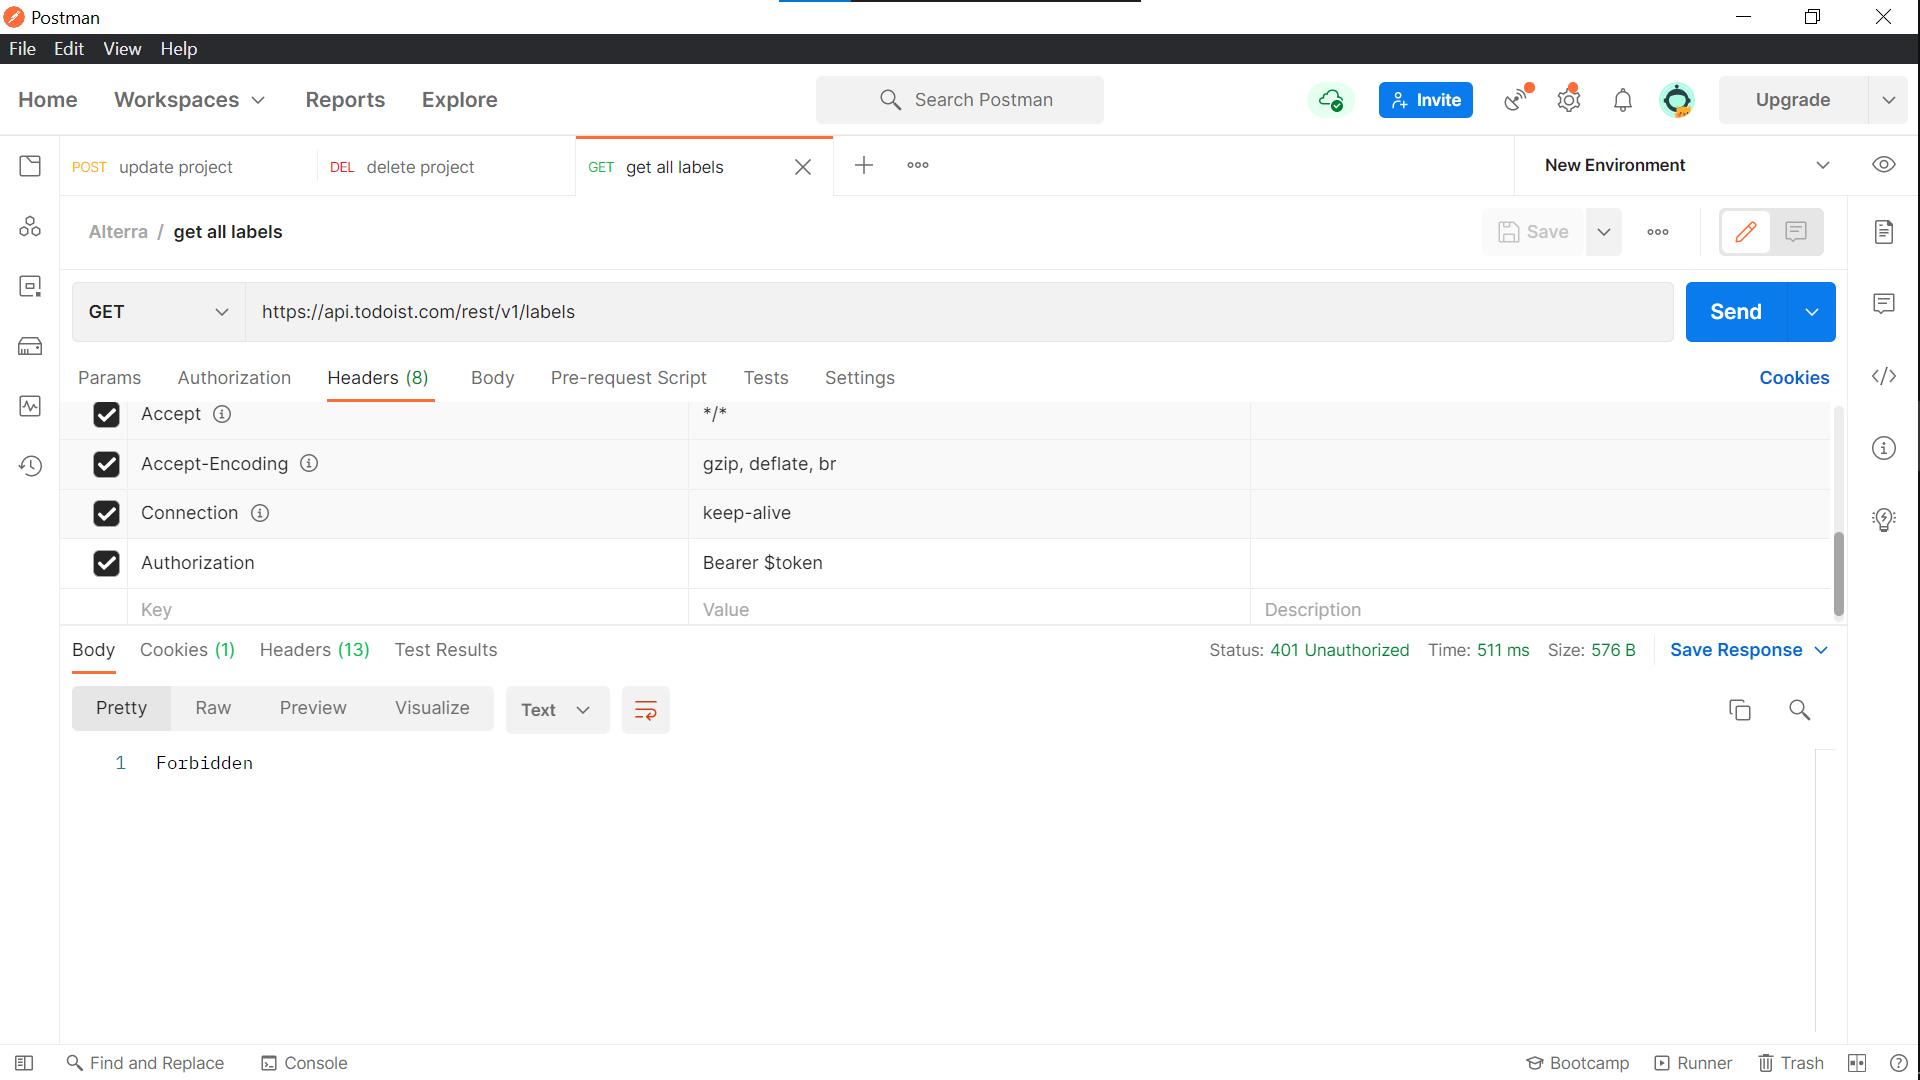 Postman
File Edit View Help
Home Workspaces Reports Explore Search Postman Invite Upgrade
POST update project DEL delete project GET get all labels New Environment
Alterra / get all labels Save
GET https://api.todoist.com/rest/v1/labels Send
Params Authorization Headers (8) Body Pre-request Script Tests Settings Cookies
Accept */*
Accept-Encoding gzip, deflate, br
Connection keep-alive
Authorization Bearer $token
Key Value Description
Body Cookies (1) Headers (13) Test Results Status: 401 Unauthorized Time: 511 ms Size: 576 B Save Response
Pretty Raw Preview Visualize Text
1 Forbidden
Find and Replace Console Bootcamp Runner Trash